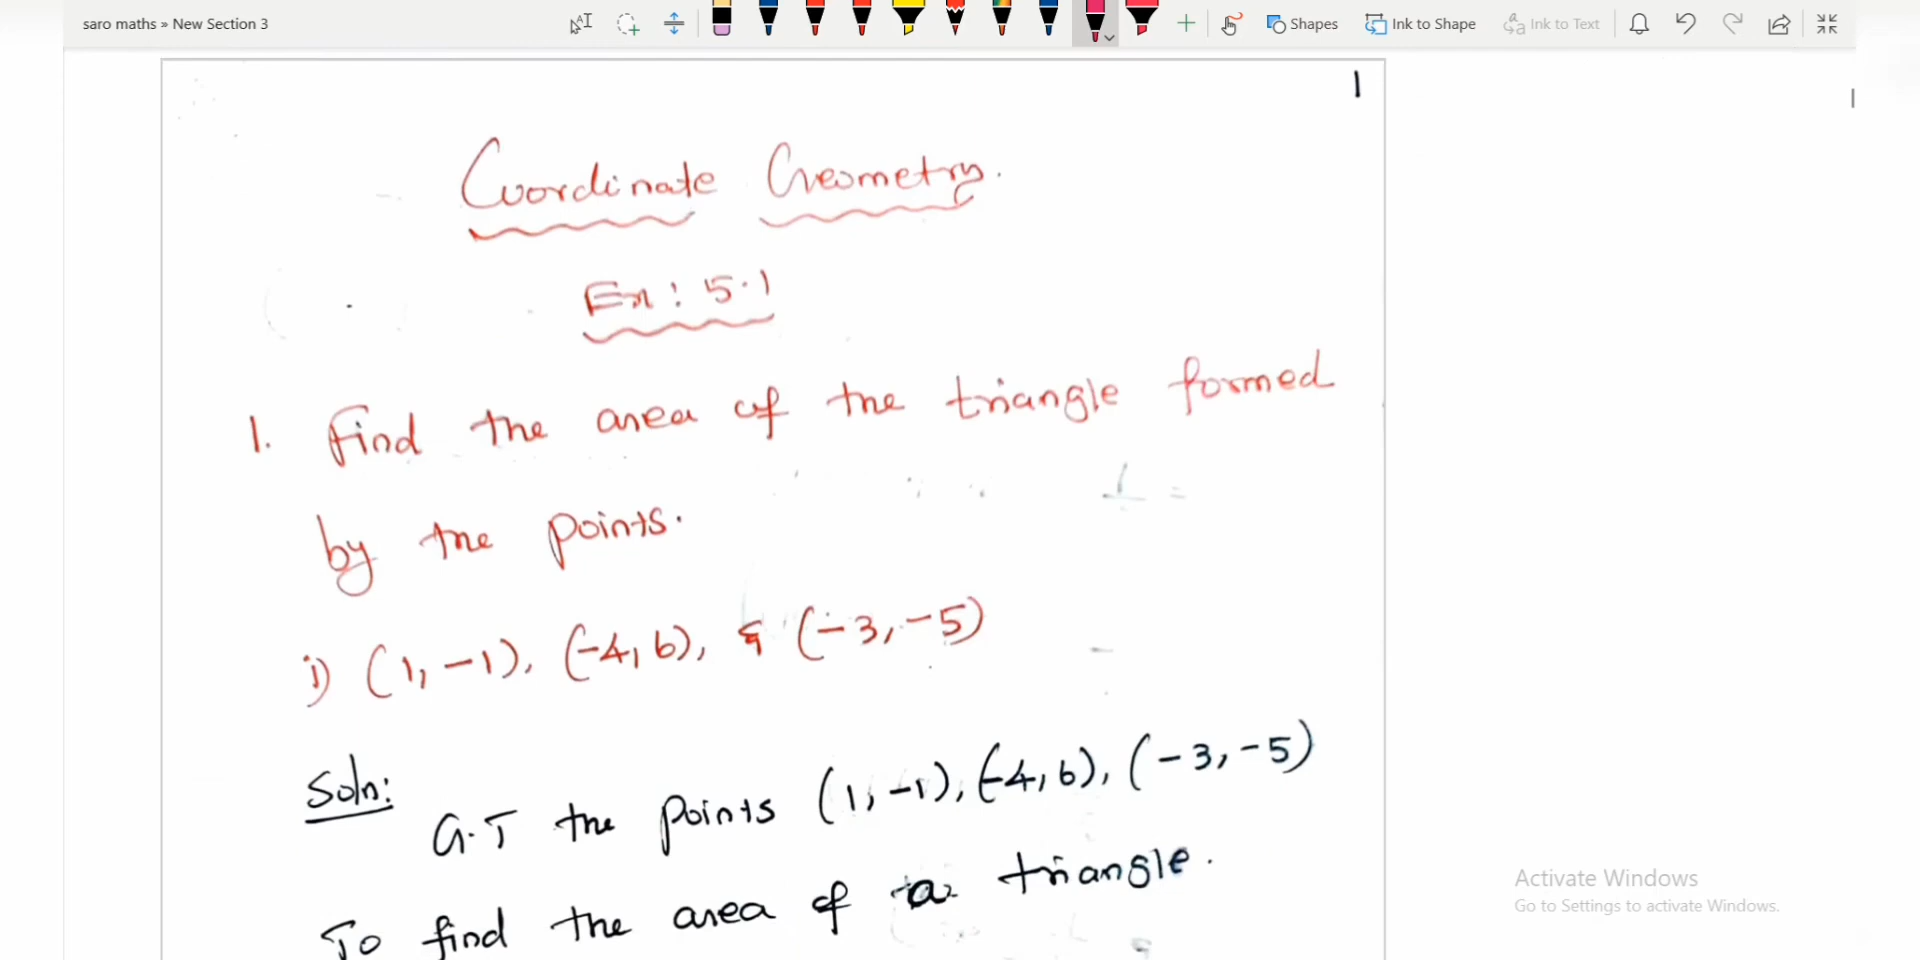 saro maths » New Section 3
Shapes
Ink to Shape
Ink to Text
1
Coordinate Geometry.
Ex: 5.1
1. Find the area of the triangle formed
by the points.
i) (1, -1), (-4, 6), & (-3, -5)
Soln:
G.T the points (1, -1), (-4, 6), (-3, -5)
To find the area of a triangle.
Activate Windows
Go to Settings to activate Windows.